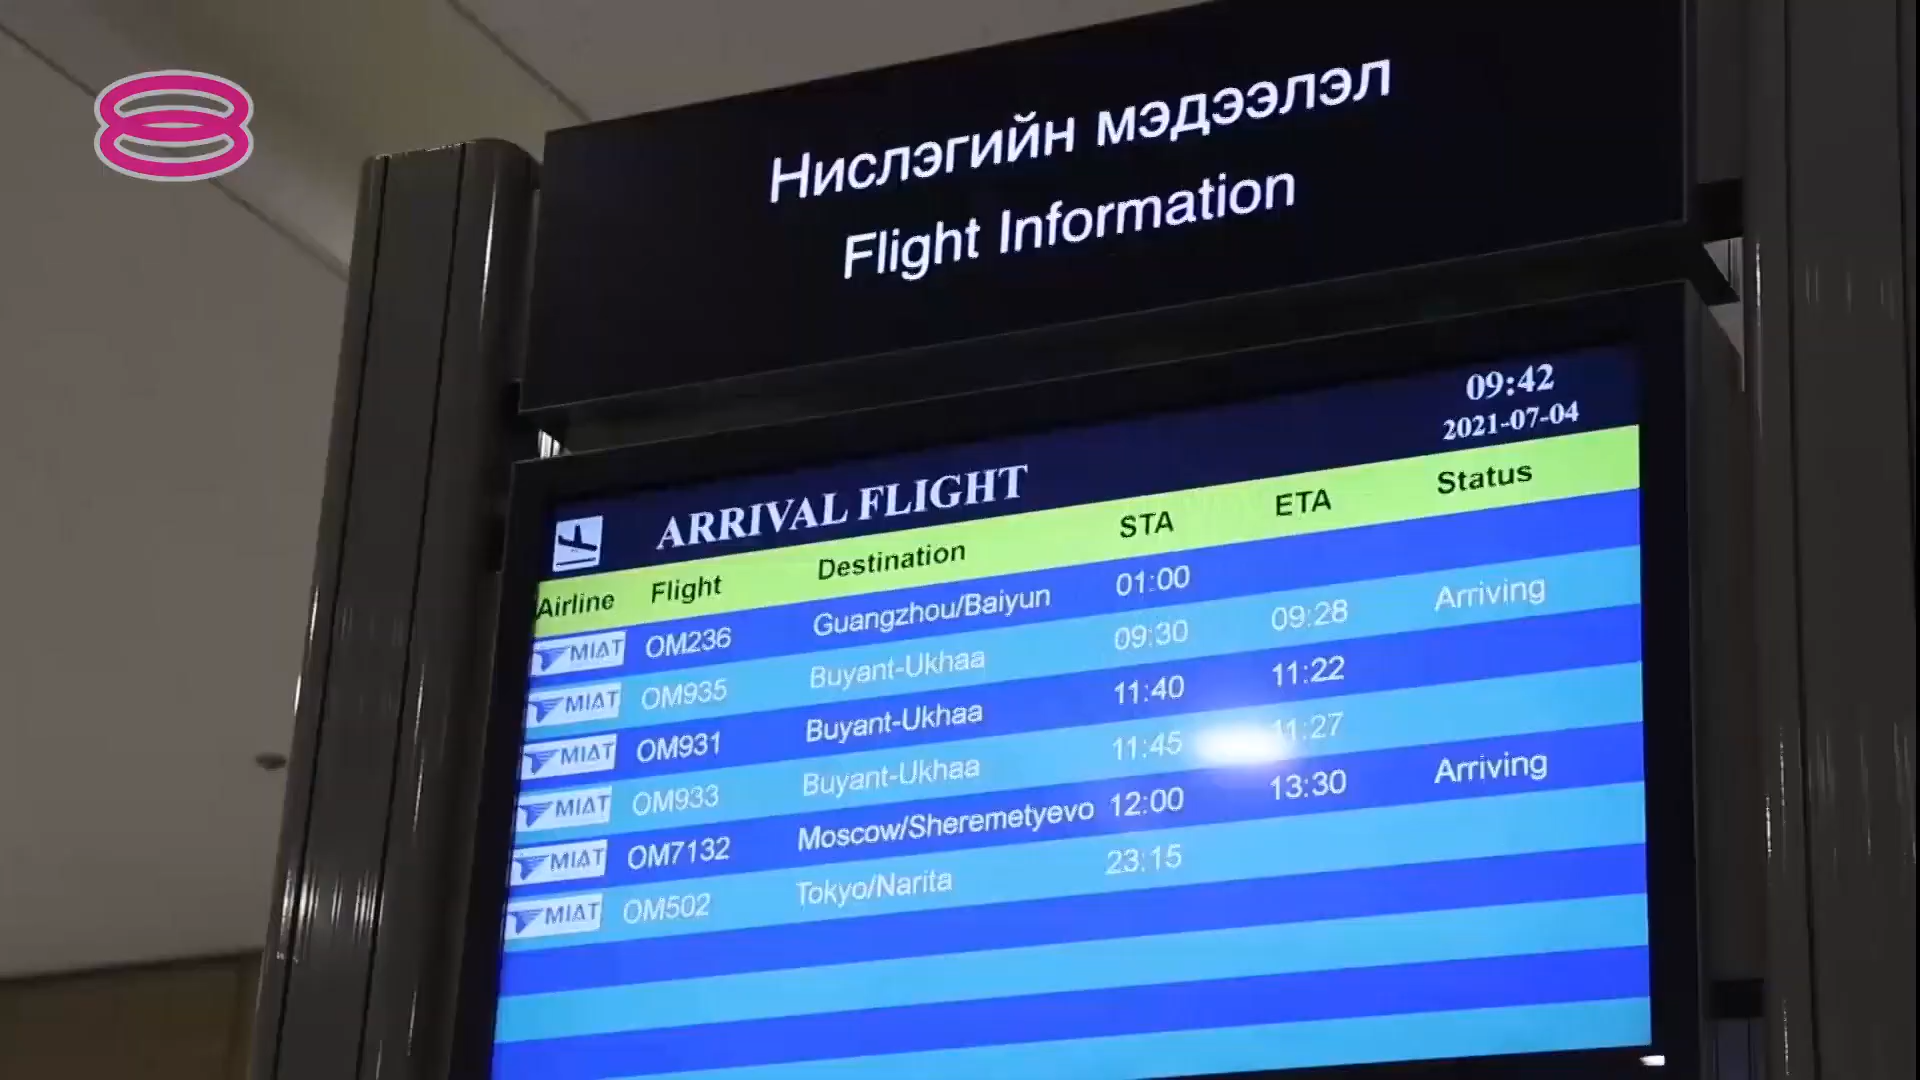 Нислэгийн мэдээлэл
Flight Information
09:42
2021-07-04
ARRIVAL FLIGHT
Airline Flight Destination STA ETA Status
MIAT OM236 Guangzhou/Baiyun 01:00
MIAT OM935 Buyant-Ukhaa 09:30 09:28 Arriving
MIAT OM931 Buyant-Ukhaa 11:40 11:22
MIAT OM933 Buyant-Ukhaa 11:45 11:27
MIAT OM7132 Moscow/Sheremetyevo 12:00 13:30 Arriving
MIAT OM502 Tokyo/Narita 23:15